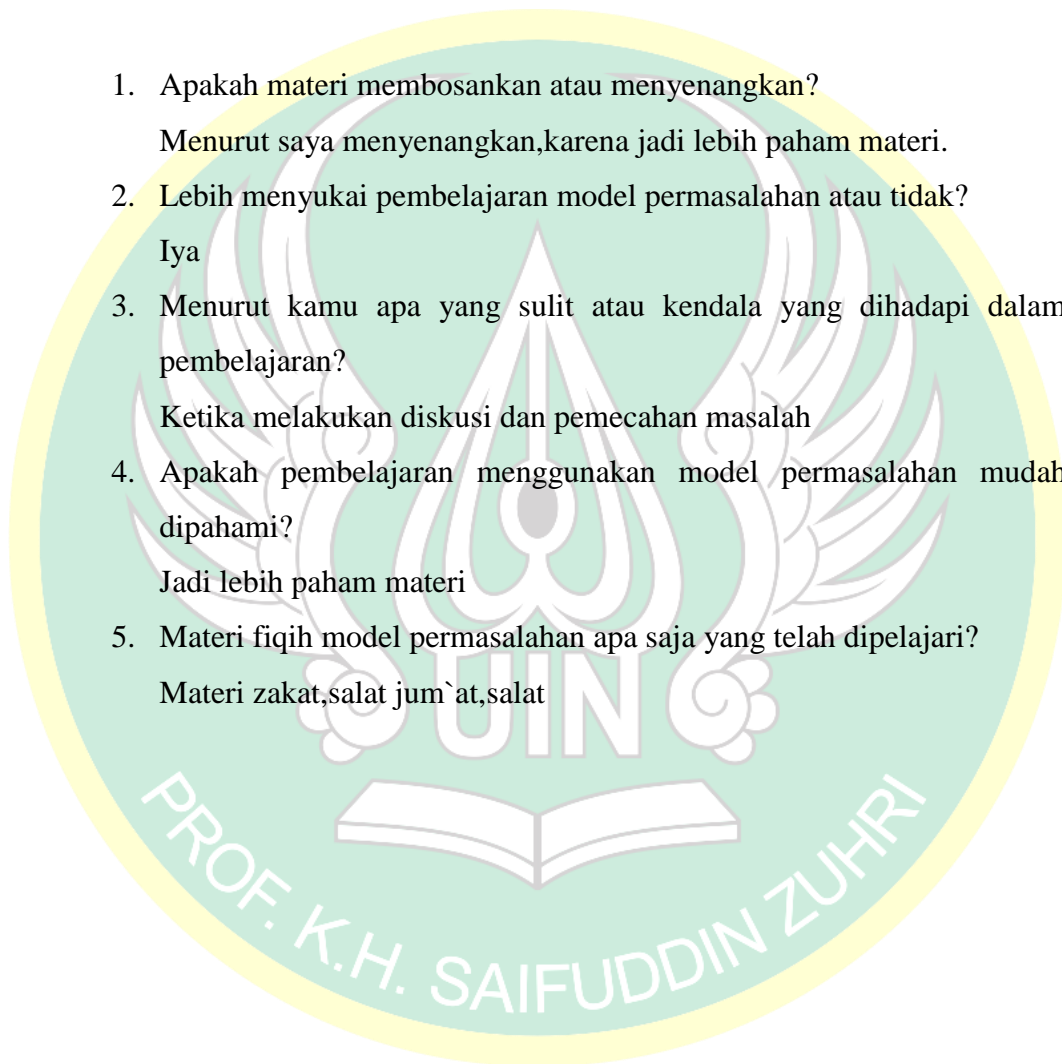 1. Apakah materi membosankan atau menyenangkan?
Menurut saya menyenangkan,karena jadi lebih paham materi.
2. Lebih menyukai pembelajaran model permasalahan atau tidak?
Iya
3. Menurut kamu apa yang sulit atau kendala yang dihadapi dalam
pembelajaran?
Ketika melakukan diskusi dan pemecahan masalah
4. Apakah pembelajaran menggunakan model permasalahan mudah
dipahami?
Jadi lebih paham materi
5. Materi fiqih model permasalahan apa saja yang telah dipelajari?
Materi zakat,salat jum`at,salat
UIN
PROF. K.H. SAIFUDDIN ZUHRI